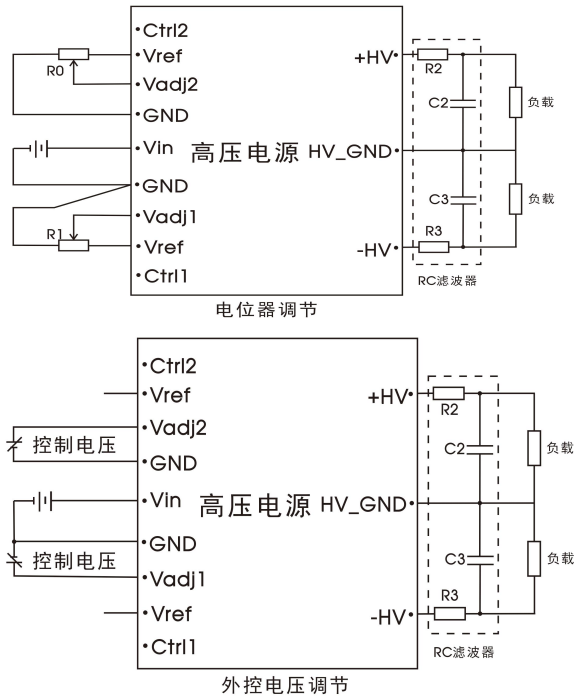 Ctrl2
Vref
+HV
R0
R2
Vadj2
C2
负载
GND
Vin
高压电源
HV_GND
GND
C3
负载
Vadj1
R1
R3
Vref
-HV
Ctrl1
RC滤波器
电位器调节
Ctrl2
Vref
+HV
R2
Vadj2
控制电压
C2
负载
GND
Vin
高压电源
HV_GND
GND
控制电压
C3
负载
Vadj1
R3
Vref
-HV
Ctrl1
RC滤波器
外控电压调节